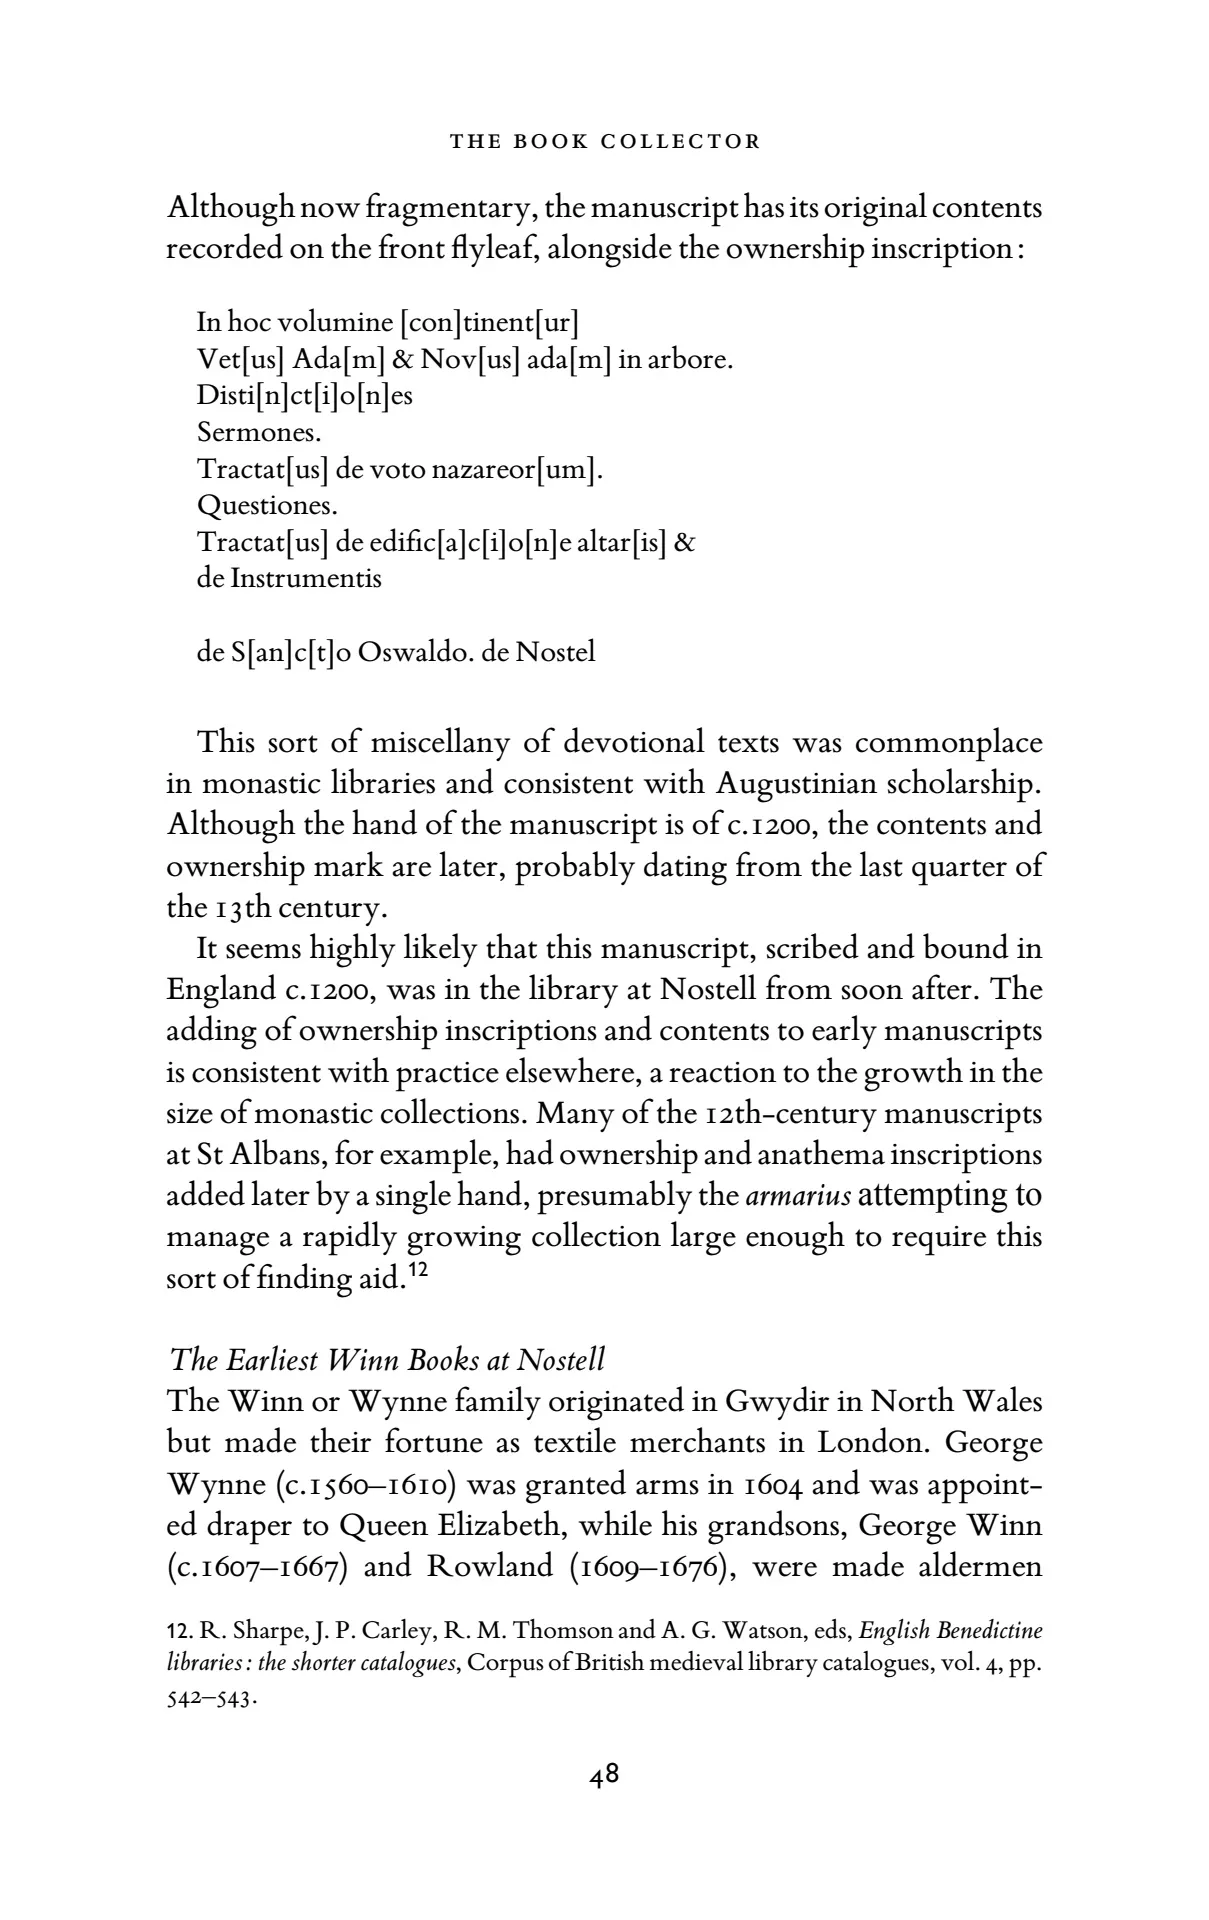 THE BOOK COLLECTOR
Although now fragmentary, the manuscript has its original contents
recorded on the front flyleaf, alongside the ownership inscription:
In hoc volumine [con]tinent[ur]
Vet[us] Ada[m] & Nov[us] ada[m] in arbore.
Disti[n]ct[i]o[n]es
Sermones.
Tractat[us] de voto nazareor[um].
Questiones.
Tractat[us] de edific[a]c[i]o[n]e altar[is] &
de Instrumentis
de S[an]c[t]o Oswaldo. de Nostel
This sort of miscellany of devotional texts was commonplace
in monastic libraries and consistent with Augustinian scholarship.
Although the hand of the manuscript is of c.1200, the contents and
ownership mark are later, probably dating from the last quarter of
the 13th century.
It seems highly likely that this manuscript, scribed and bound in
England c.1200, was in the library at Nostell from soon after. The
adding of ownership inscriptions and contents to early manuscripts
is consistent with practice elsewhere, a reaction to the growth in the
size of monastic collections. Many of the 12th-century manuscripts
at St Albans, for example, had ownership and anathema inscriptions
added later by a single hand, presumably the armarius attempting to
manage a rapidly growing collection large enough to require this
sort of finding aid.12
The Earliest Winn Books at Nostell
The Winn or Wynne family originated in Gwydir in North Wales
but made their fortune as textile merchants in London. George
Wynne (c.1560–1610) was granted arms in 1604 and was appoint-
ed draper to Queen Elizabeth, while his grandsons, George Winn
(c.1607–1667) and Rowland (1609–1676), were made aldermen
12. R. Sharpe, J. P. Carley, R. M. Thomson and A. G. Watson, eds, English Benedictine
libraries: the shorter catalogues, Corpus of British medieval library catalogues, vol. 4, pp.
542–543.
48